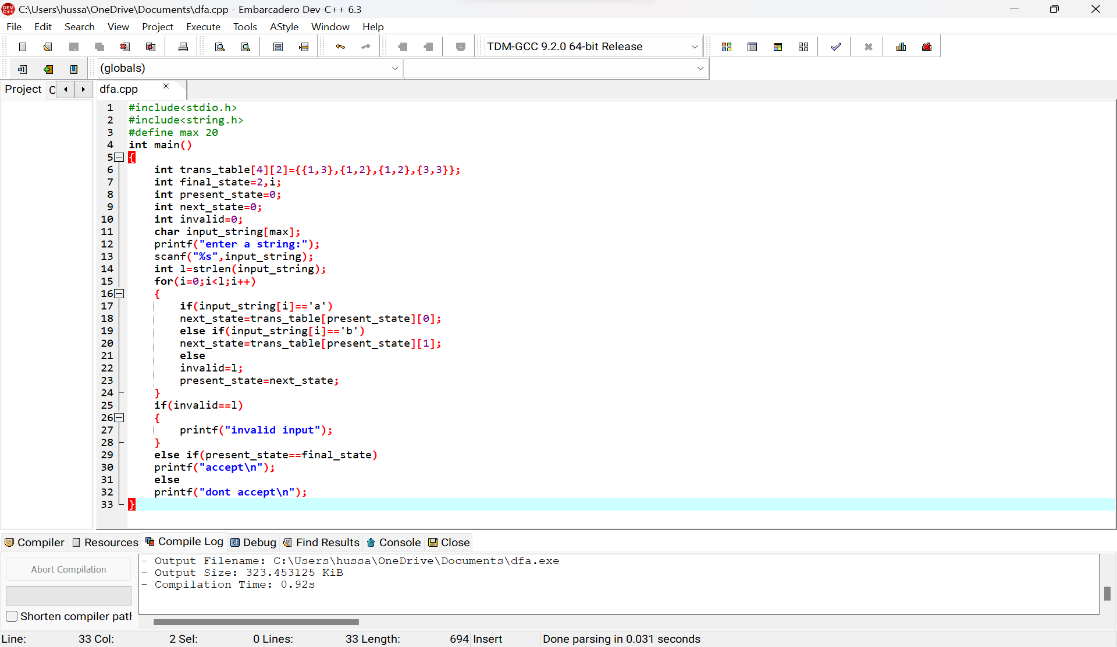 C:\Users\hussa\OneDrive\Documents\dfa.cpp - Embarcadero Dev-C++ 6.3
File Edit Search View Project Execute Tools AStyle Window Help
TDM-GCC 9.2.0 64-bit Release
(globals)
Project C dfa.cpp
1 #include<stdio.h>
2 #include<string.h>
3 #define max 20
4 int main()
5 {
6 int trans_table[4][2]={{1,3},{1,2},{1,2},{3,3}};
7 int final_state=2,i;
8 int present_state=0;
9 int next_state=0;
10 int invalid=0;
11 char input_string[max];
12 printf("enter a string:");
13 scanf("%s",input_string);
14 int l=strlen(input_string);
15 for(i=0;i<l;i++)
16 {
17 if(input_string[i]=='a')
18 next_state=trans_table[present_state][0];
19 else if(input_string[i]=='b')
20 next_state=trans_table[present_state][1];
21 else
22 invalid=l;
23 present_state=next_state;
24 }
25 if(invalid==l)
26 {
27 printf("invalid input");
28 }
29 else if(present_state==final_state)
30 printf("accept\n");
31 else
32 printf("dont accept\n");
33 }
Compiler Resources Compile Log Debug Find Results Console Close
Abort Compilation
Shorten compiler patl
- Output Filename: C:\Users\hussa\OneDrive\Documents\dfa.exe
- Output Size: 323.453125 KiB
- Compilation Time: 0.92s
Line: 33 Col: 2 Sel: 0 Lines: 33 Length: 694 Insert Done parsing in 0.031 seconds